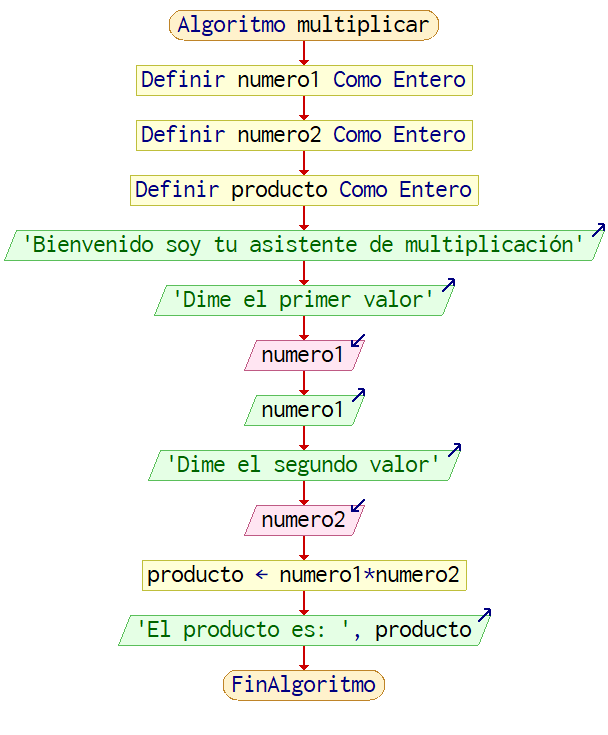 Algoritmo multiplicar
Definir numero1 Como Entero
Definir numero2 Como Entero
Definir producto Como Entero
'Bienvenido soy tu asistente de multiplicación'
'Dime el primer valor'
numero1
numero1
'Dime el segundo valor'
numero2
producto ← numero1*numero2
'El producto es: ', producto
FinAlgoritmo